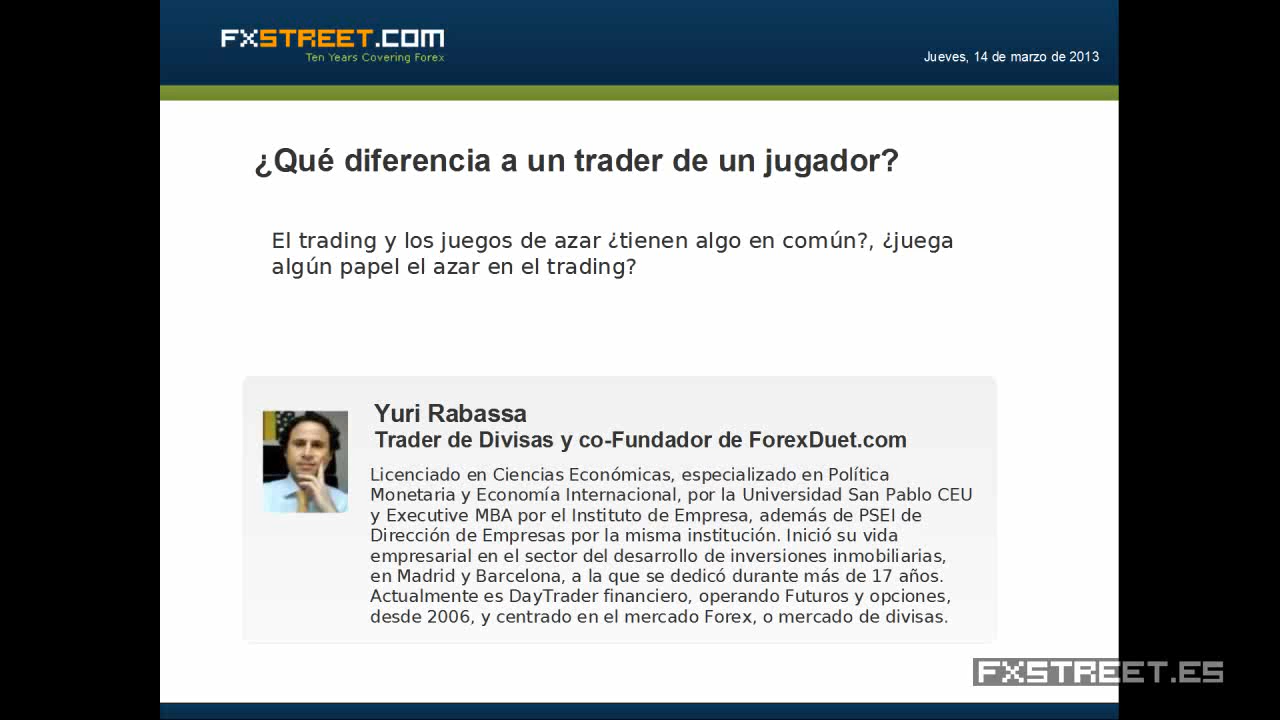 FXSTREET.COM
Ten Years Covering Forex
Jueves, 14 de marzo de 2013
¿Qué diferencia a un trader de un jugador?
El trading y los juegos de azar ¿tienen algo en común?, ¿juega
algún papel el azar en el trading?
Yuri Rabassa
Trader de Divisas y co-Fundador de ForexDuet.com
Licenciado en Ciencias Económicas, especializado en Política
Monetaria y Economía Internacional, por la Universidad San Pablo CEU
y Executive MBA por el Instituto de Empresa, además de PSEI de
Dirección de Empresas por la misma institución. Inició su vida
empresarial en el sector del desarrollo de inversiones inmobiliarias,
en Madrid y Barcelona, a la que se dedicó durante más de 17 años.
Actualmente es DayTrader financiero, operando Futuros y opciones,
desde 2006, y centrado en el mercado Forex, o mercado de divisas.
FXSTREET.ES